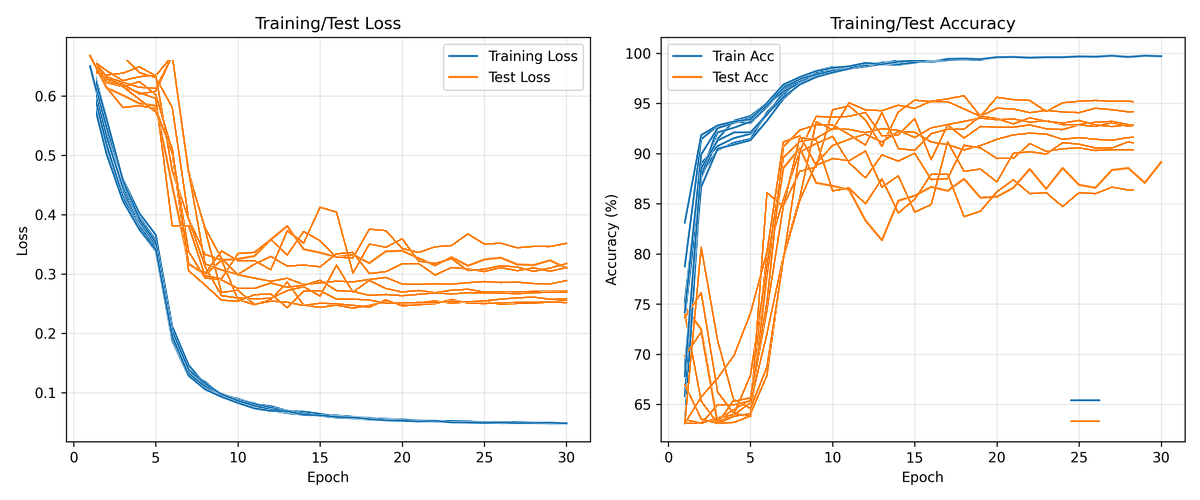 Training/Test Loss
Training Loss
Test Loss
Loss
0.6
0.5
0.4
0.3
0.2
0.1
0 5 10 15 20 25 30
Epoch
Training/Test Accuracy
Train Acc
Test Acc
Accuracy (%)
100
95
90
85
80
75
70
65
0 5 10 15 20 25 30
Epoch